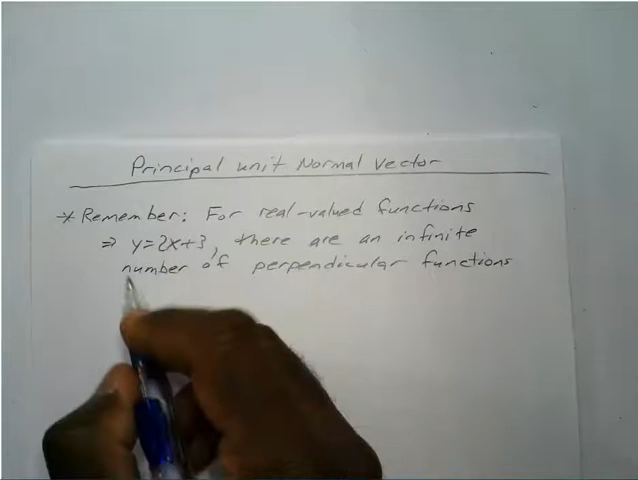 Principal unit Normal Vector
* Remember: For real-valued functions
⇒ y=2x+3, there are an infinite
number of perpendicular functions